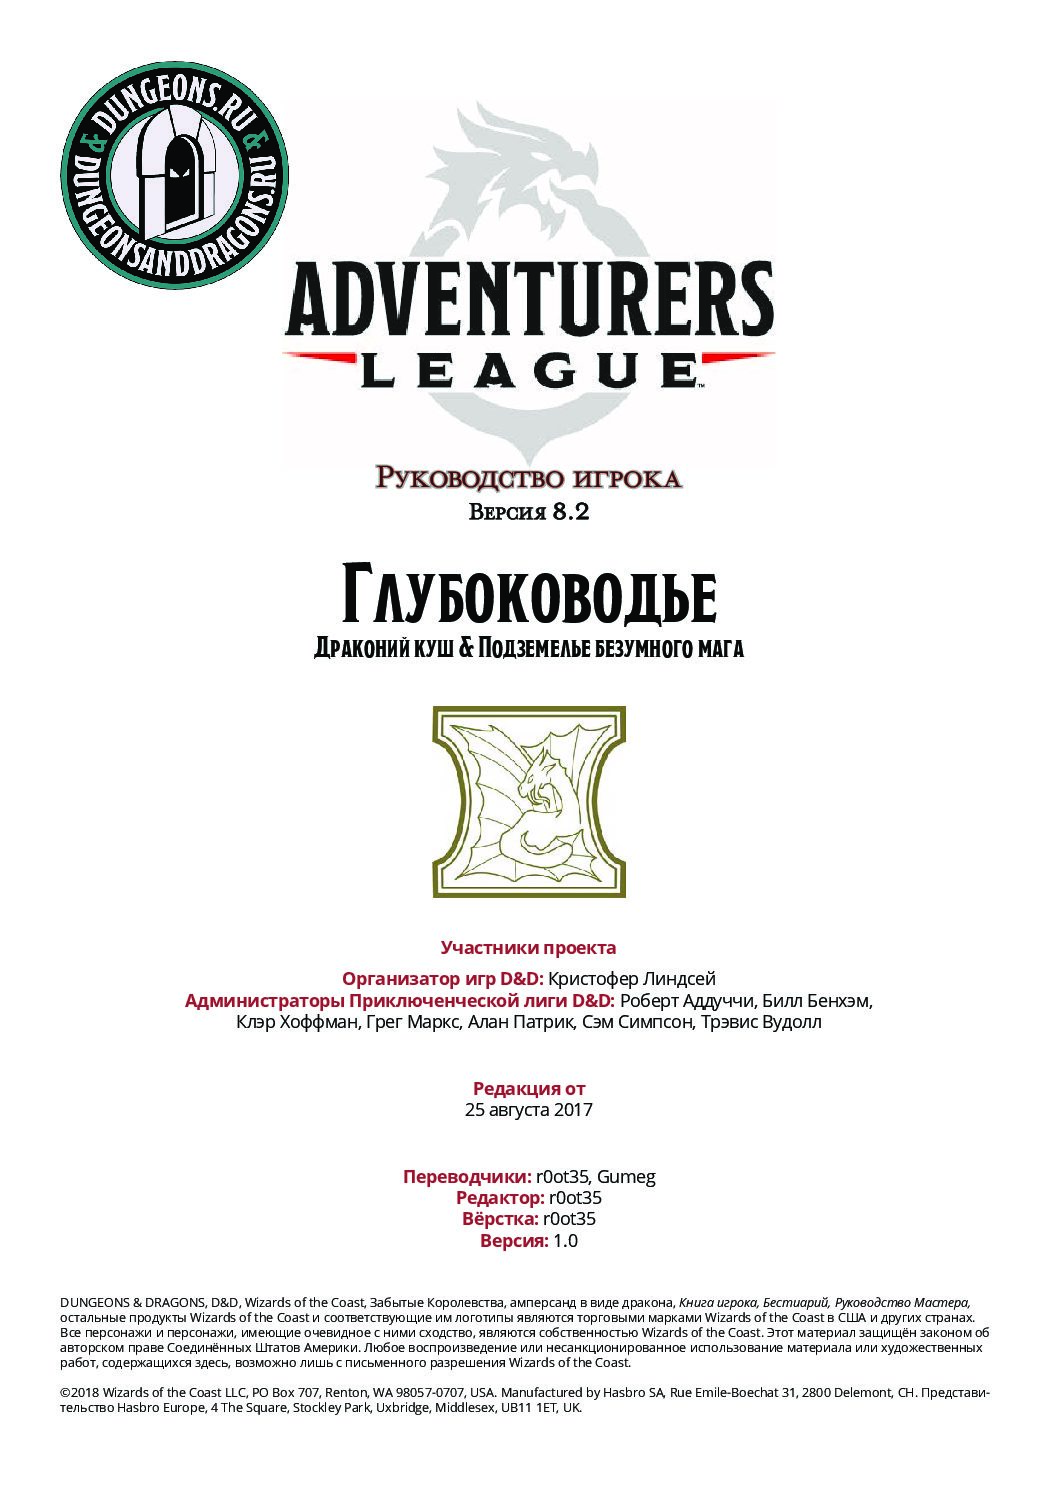 & DUNGEONS.RU &
DUNGEONSANDDRAGONS.RU
ADVENTURERS
LEAGUE™
Руководство игрока
Версия 8.2
Глубоководье
Драконий куш & Подземелье безумного мага
Участники проекта
Организатор игр D&D: Кристофер Линдсей
Администраторы Приключенческой лиги D&D: Роберт Аддуччи, Билл Бенхэм,
Клэр Хоффман, Грег Маркс, Алан Патрик, Сэм Симпсон, Трэвис Вудолл
Редакция от
25 августа 2017
Переводчики: r0ot35, Gumeg
Редактор: r0ot35
Вёрстка: r0ot35
Версия: 1.0
DUNGEONS & DRAGONS, D&D, Wizards of the Coast, Забытые Королевства, амперсанд в виде дракона, Книга игрока, Бестиарий, Руководство Мастера,
остальные продукты Wizards of the Coast и соответствующие им логотипы являются торговыми марками Wizards of the Coast в США и других странах.
Все персонажи и персонажи, имеющие очевидное с ними сходство, являются собственностью Wizards of the Coast. Этот материал защищён законом об
авторском праве Соединённых Штатов Америки. Любое воспроизведение или несанкционированное использование материала или художественных
работ, содержащихся здесь, возможно лишь с письменного разрешения Wizards of the Coast.
©2018 Wizards of the Coast LLC, PO Box 707, Renton, WA 98057-0707, USA. Manufactured by Hasbro SA, Rue Emile-Boechat 31, 2800 Delemont, CH. Представи-
тельство Hasbro Europe, 4 The Square, Stockley Park, Uxbridge, Middlesex, UB11 1ET, UK.